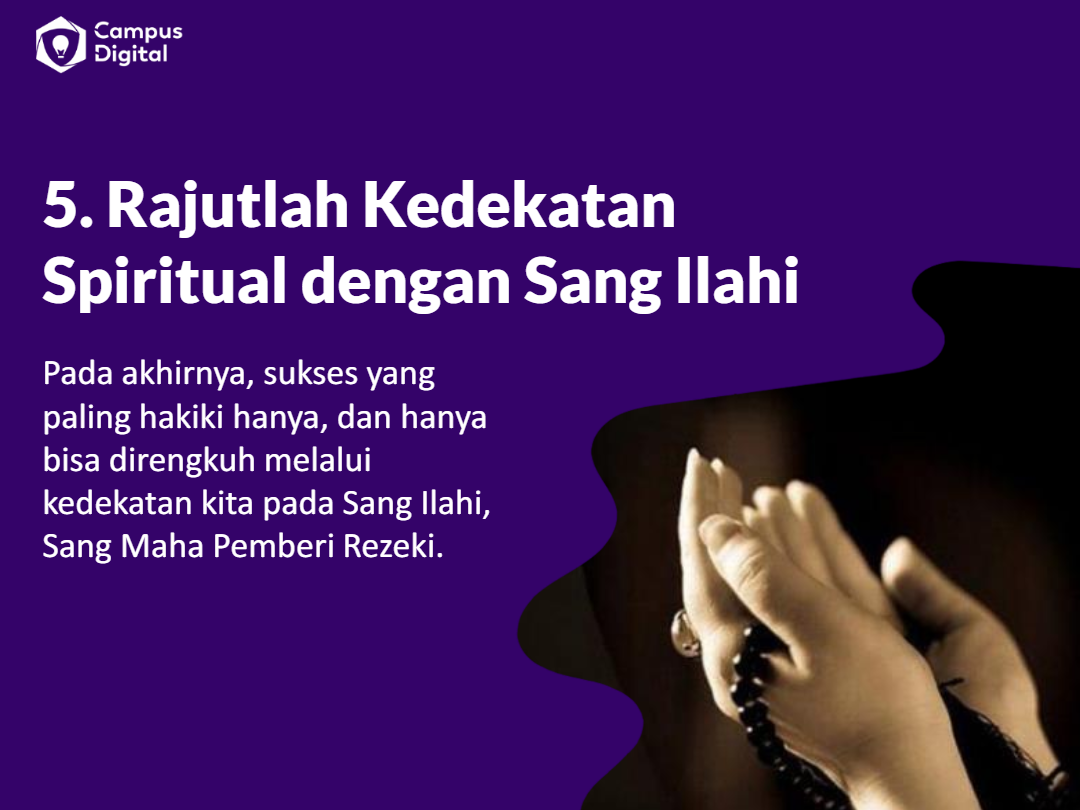 Campus
Digital
5. Rajutlah Kedekatan
Spiritual dengan Sang Ilahi
Pada akhirnya, sukses yang
paling hakiki hanya, dan hanya
bisa direngkuh melalui
kedekatan kita pada Sang Ilahi,
Sang Maha Pemberi Rezeki.